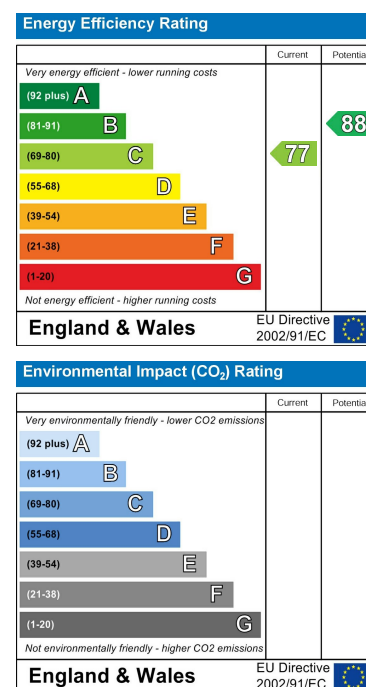 Energy Efficiency Rating
Current Potentia
Very energy efficient - lower running costs
(92 plus) A
(81-91) B 88
(69-80) C 77
(55-68) D
(39-54) E
(21-38) F
(1-20) G
Not energy efficient - higher running costs
England & Wales EU Directive 2002/91/EC
Environmental Impact (CO₂) Rating
Current Potentia
Very environmentally friendly - lower CO2 emissions
(92 plus) A
(81-91) B
(69-80) C
(55-68) D
(39-54) E
(21-38) F
(1-20) G
Not environmentally friendly - higher CO2 emissions
England & Wales EU Directive 2002/91/EC